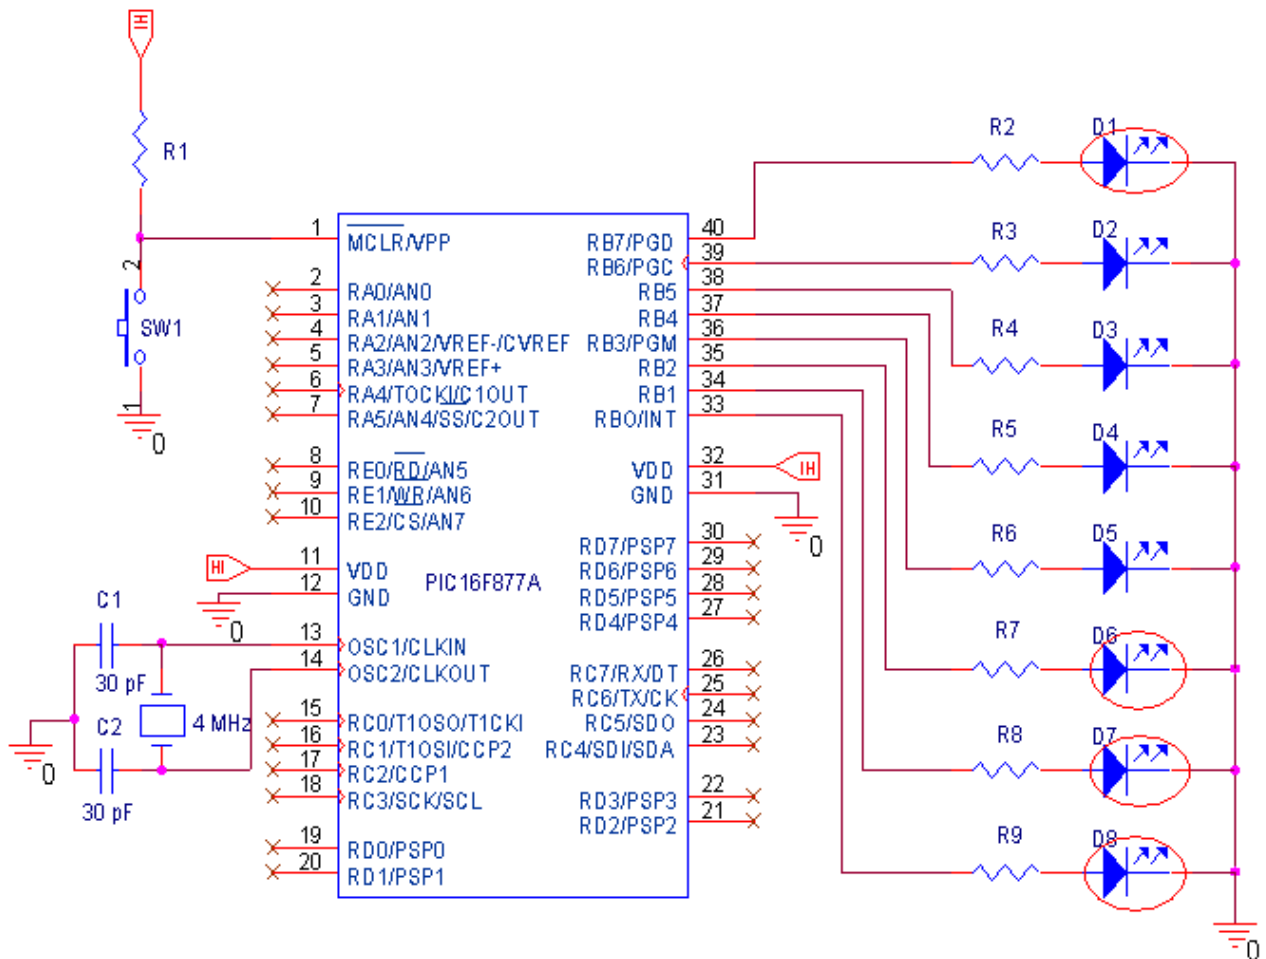 HI
R1
2
SW1
1
0
1 MCLR/VPP
2 RA0/AN0
3 RA1/AN1
4 RA2/AN2/VREF-/CVREF
5 RA3/AN3/VREF+
6 RA4/TOCKI/C1OUT
7 RA5/AN4/SS/C2OUT
8 RE0/RD/AN5
9 RE1/WR/AN6
10 RE2/CS/AN7
HI
11 VDD
12 GND
0
13 OSC1/CLKIN
14 OSC2/CLKOUT
C1
30 pF
4 MHz
C2
30 pF
0
15 RC0/T1OSO/T1CKI
16 RC1/T1OSI/CCP2
17 RC2/CCP1
18 RC3/SCK/SCL
19 RD0/PSP0
20 RD1/PSP1
PIC16F877A
RB7/PGD 40
RB6/PGC 39
RB5 38
RB4 37
RB3/PGM 36
RB2 35
RB1 34
RB0/INT 33
VDD 32
HI
GND 31
0
RD7/PSP7 30
RD6/PSP6 29
RD5/PSP5 28
RD4/PSP4 27
RC7/RX/DT 26
RC6/TX/CK 25
RC5/SDO 24
RC4/SDI/SDA 23
RD3/PSP3 22
RD2/PSP2 21
R2 D1
R3 D2
R4 D3
R5 D4
R6 D5
R7 D6
R8 D7
R9 D8
0